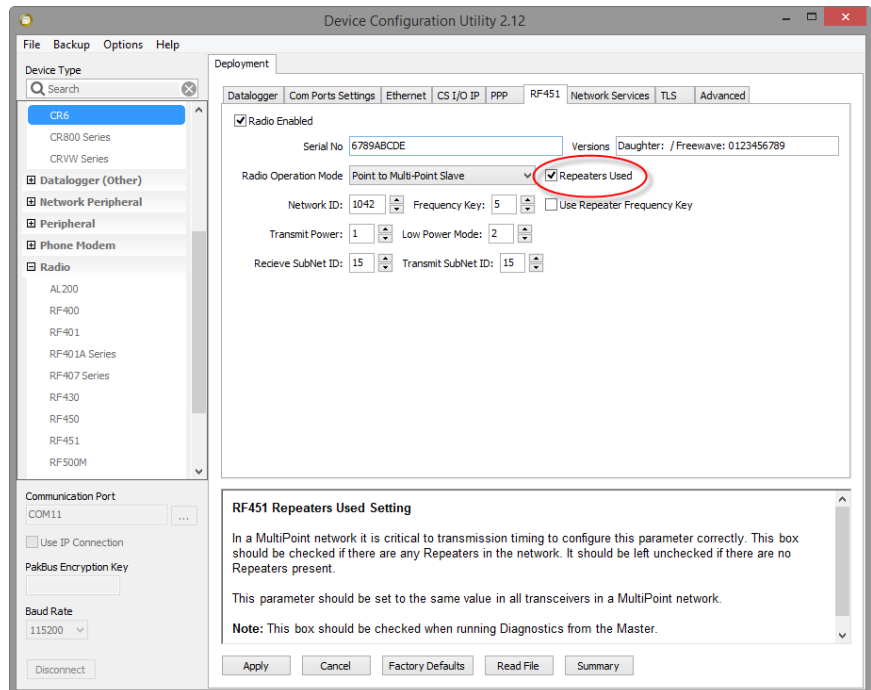 Device Configuration Utility 2.12
File Backup Options Help
Device Type
Search
CR6
CR800 Series
CRVW Series
Datalogger (Other)
Network Peripheral
Peripheral
Phone Modem
Radio
AL200
RF400
RF401
RF401A Series
RF407 Series
RF430
RF450
RF451
RF500M
Communication Port
COM11
...
Use IP Connection
PakBus Encryption Key
Baud Rate
115200
Disconnect
Deployment
Datalogger Com Ports Settings Ethernet CS I/O IP PPP RF451 Network Services TLS Advanced
Radio Enabled
Serial No 6789ABCDE Versions Daughter: / Freewave: 0123456789
Radio Operation Mode Point to Multi-Point Slave Repeaters Used
Network ID: 1042 Frequency Key: 5 Use Repeater Frequency Key
Transmit Power: 1 Low Power Mode: 2
Recieve SubNet ID: 15 Transmit SubNet ID: 15
RF451 Repeaters Used Setting
In a MultiPoint network it is critical to transmission timing to configure this parameter correctly. This box
should be checked if there are any Repeaters in the network. It should be left unchecked if there are no
Repeaters present.
This parameter should be set to the same value in all transceivers in a MultiPoint network.
Note: This box should be checked when running Diagnostics from the Master.
Apply Cancel Factory Defaults Read File Summary